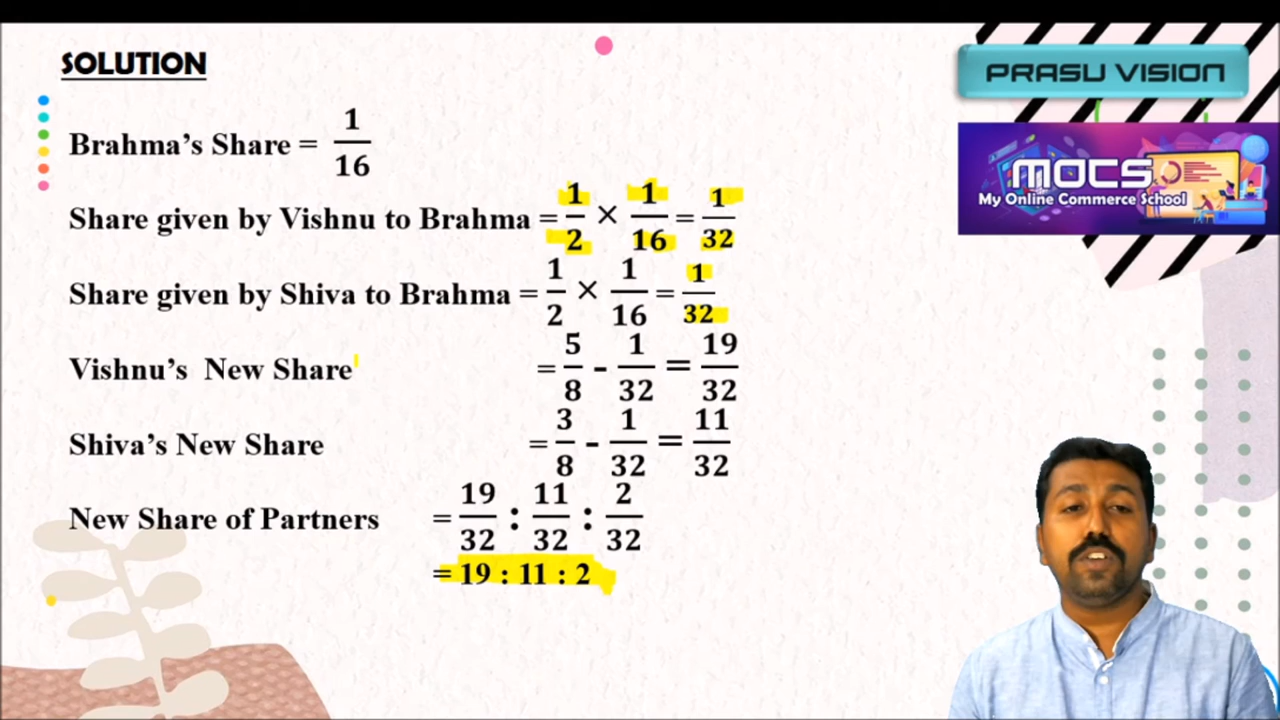 SOLUTION
PRASU VISION
MOCS
My Online Commerce School
Brahma's Share = 1/16
Share given by Vishnu to Brahma = 1/2 × 1/16 = 1/32
Share given by Shiva to Brahma = 1/2 × 1/16 = 1/32
Vishnu's New Share = 5/8 - 1/32 = 19/32
Shiva's New Share = 3/8 - 1/32 = 11/32
New Share of Partners = 19/32 : 11/32 : 2/32
= 19 : 11 : 2